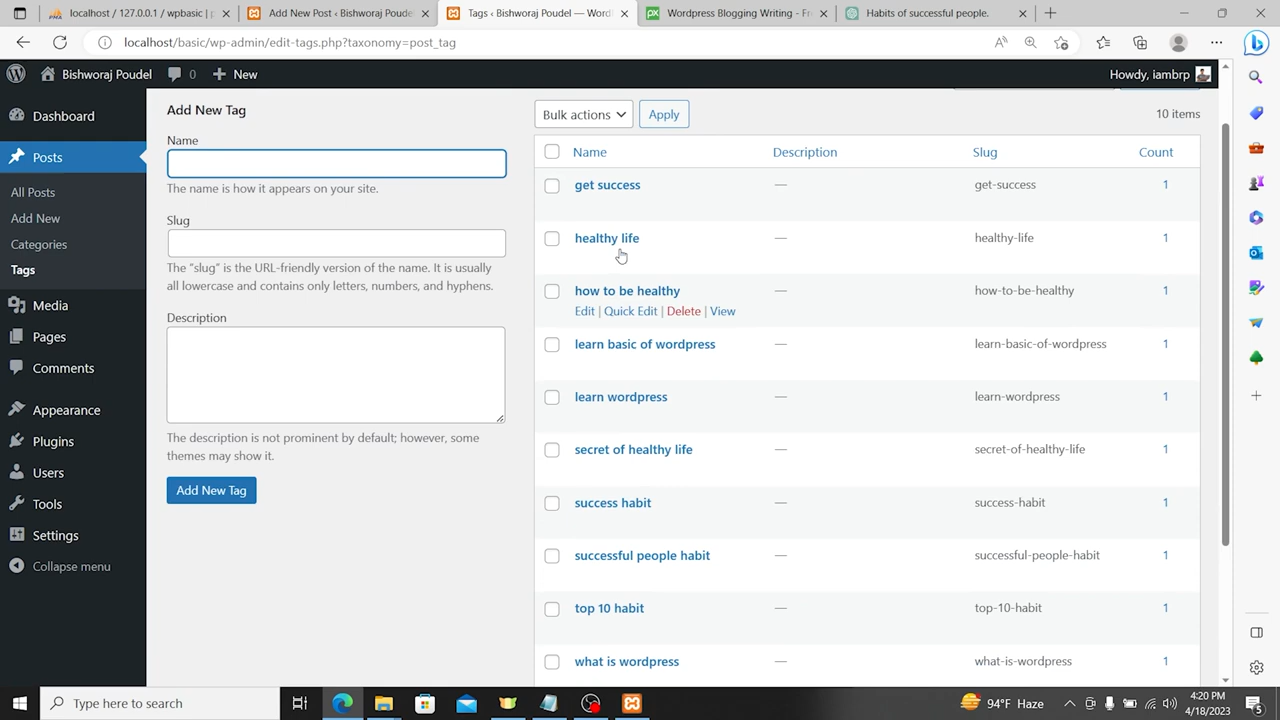 localhost / 127.0.0.1 / wpbasic | p
Add New Post ‹ Bishworaj Poudel
Tags ‹ Bishworaj Poudel — Word
Wordpress Blogging Writing - Fre
Habits of successful people.
localhost/basic/wp-admin/edit-tags.php?taxonomy=post_tag
Bishworaj Poudel
0
New
Howdy, iambrp
Dashboard
Posts
All Posts
Add New
Categories
Tags
Media
Pages
Comments
Appearance
Plugins
Users
Tools
Settings
Collapse menu
Add New Tag
Name
The name is how it appears on your site.
Slug
The “slug” is the URL-friendly version of the name. It is usually
all lowercase and contains only letters, numbers, and hyphens.
Description
The description is not prominent by default; however, some
themes may show it.
Add New Tag
Bulk actions
Apply
10 items
Name Description Slug Count
get success — get-success 1
healthy life — healthy-life 1
how to be healthy — how-to-be-healthy 1
Edit | Quick Edit | Delete | View
learn basic of wordpress — learn-basic-of-wordpress 1
learn wordpress — learn-wordpress 1
secret of healthy life — secret-of-healthy-life 1
success habit — success-habit 1
successful people habit — successful-people-habit 1
top 10 habit — top-10-habit 1
what is wordpress — what-is-wordpress 1
Type here to search
94°F Haze
4:20 PM
4/18/2023
5